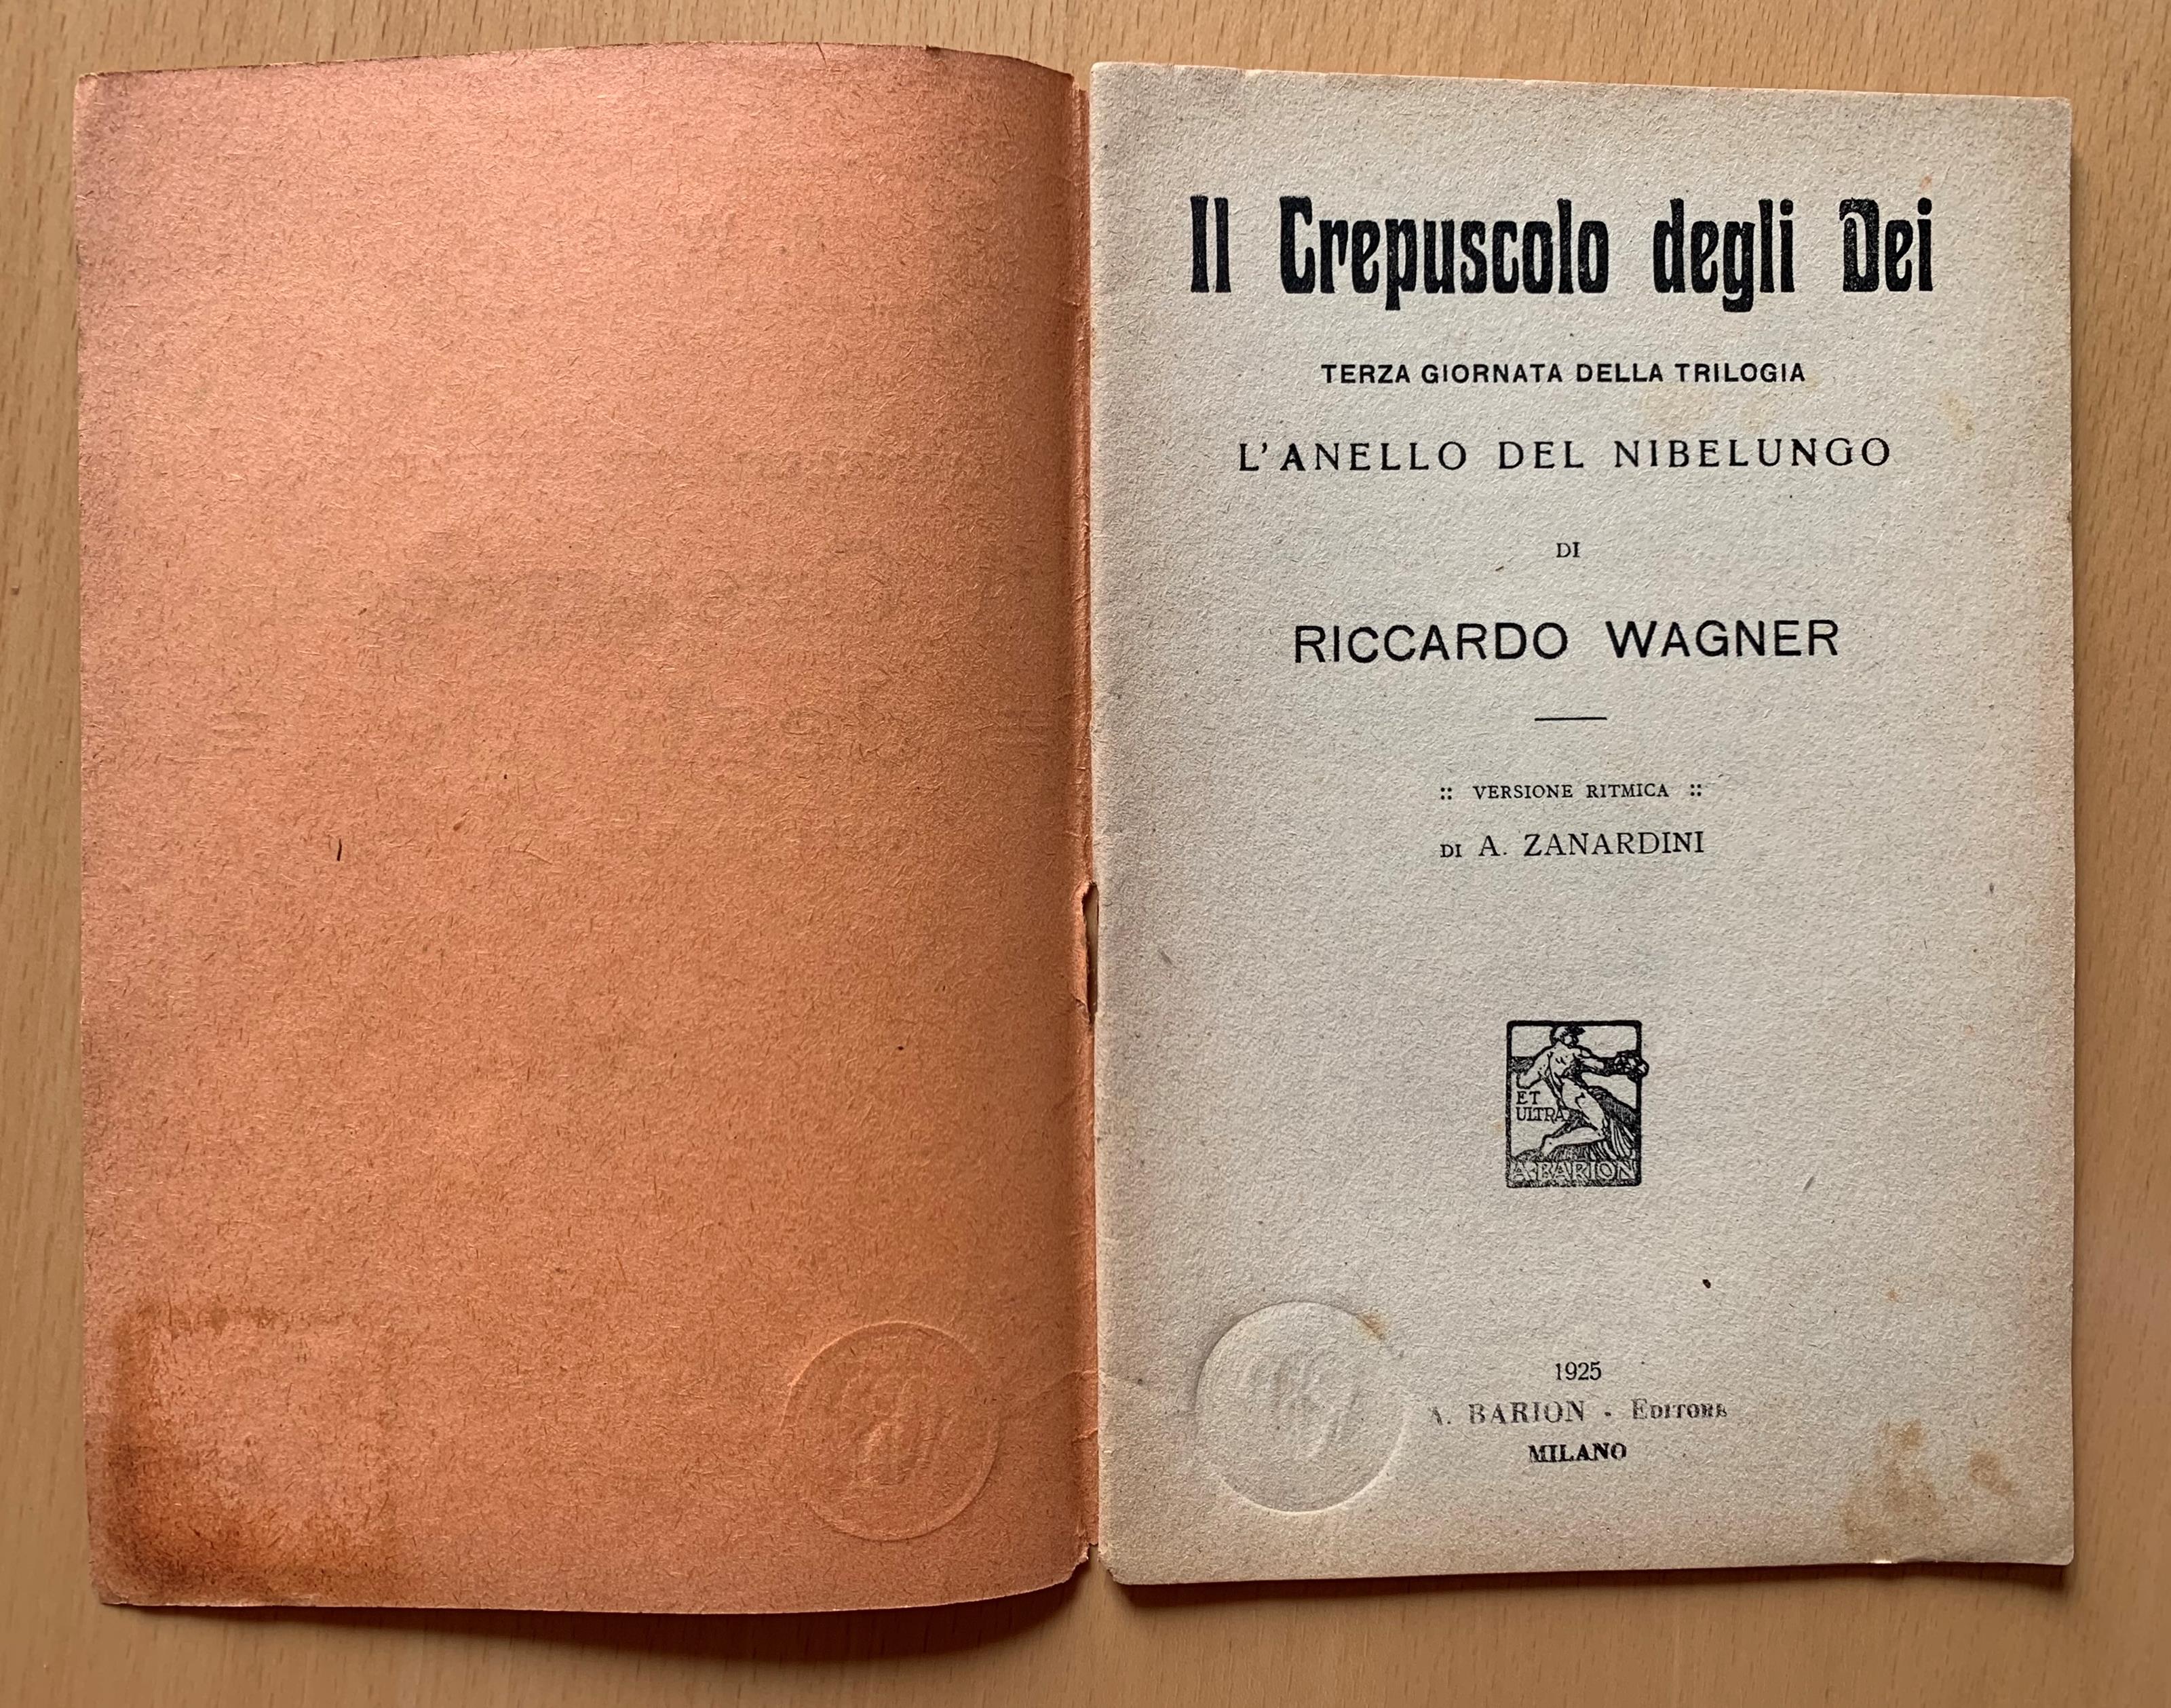 Il Crepuscolo degli Dei
TERZA GIORNATA DELLA TRILOGIA
L'ANELLO DEL NIBELUNGO
DI
RICCARDO WAGNER
:: VERSIONE RITMICA ::
DI A. ZANARDINI
ET
ULTRA
A·BARION
1925
A. BARION - EDITORE
MILANO